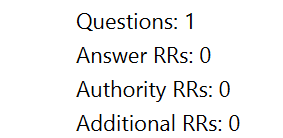 Questions: 1
Answer RRs: 0
Authority RRs: 0
Additional RRs: 0